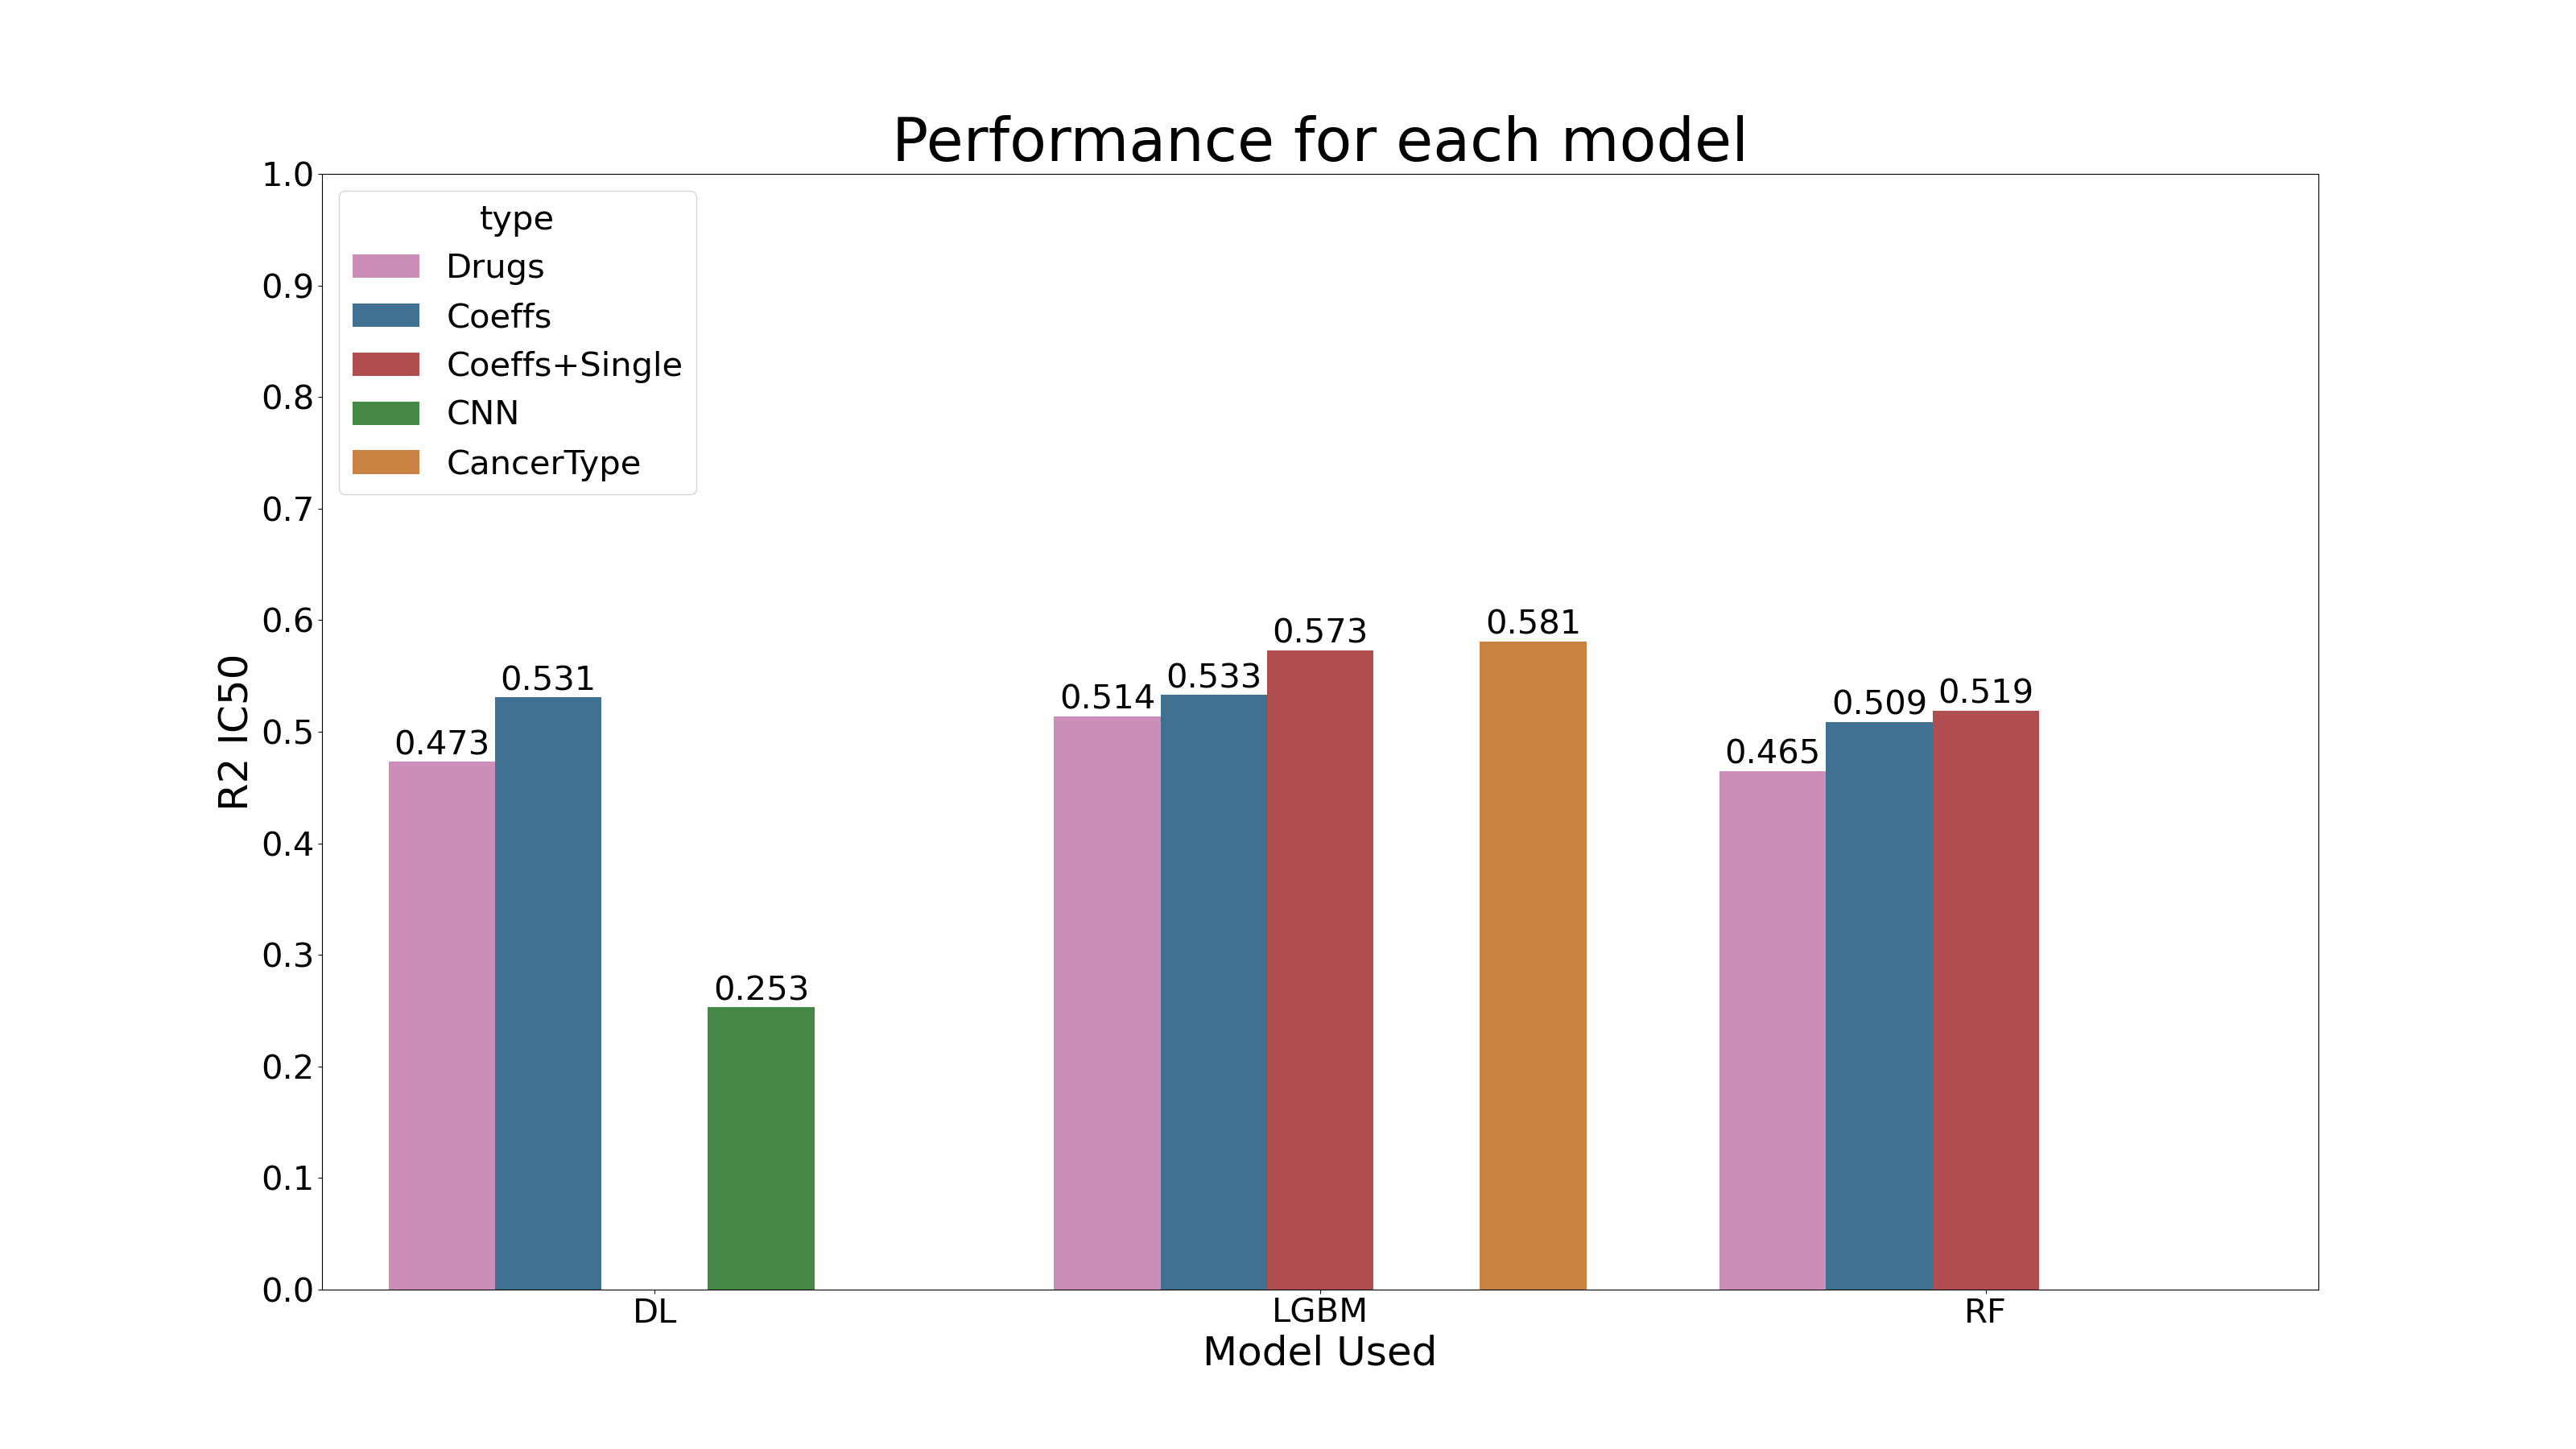 Performance for each model
R2 IC50
1.0
0.9
0.8
0.7
0.6
0.5
0.4
0.3
0.2
0.1
0.0
type
Drugs
Coeffs
Coeffs+Single
CNN
CancerType
0.473
0.531
0.253
0.514
0.533
0.573
0.581
0.465
0.509
0.519
DL
LGBM
RF
Model Used